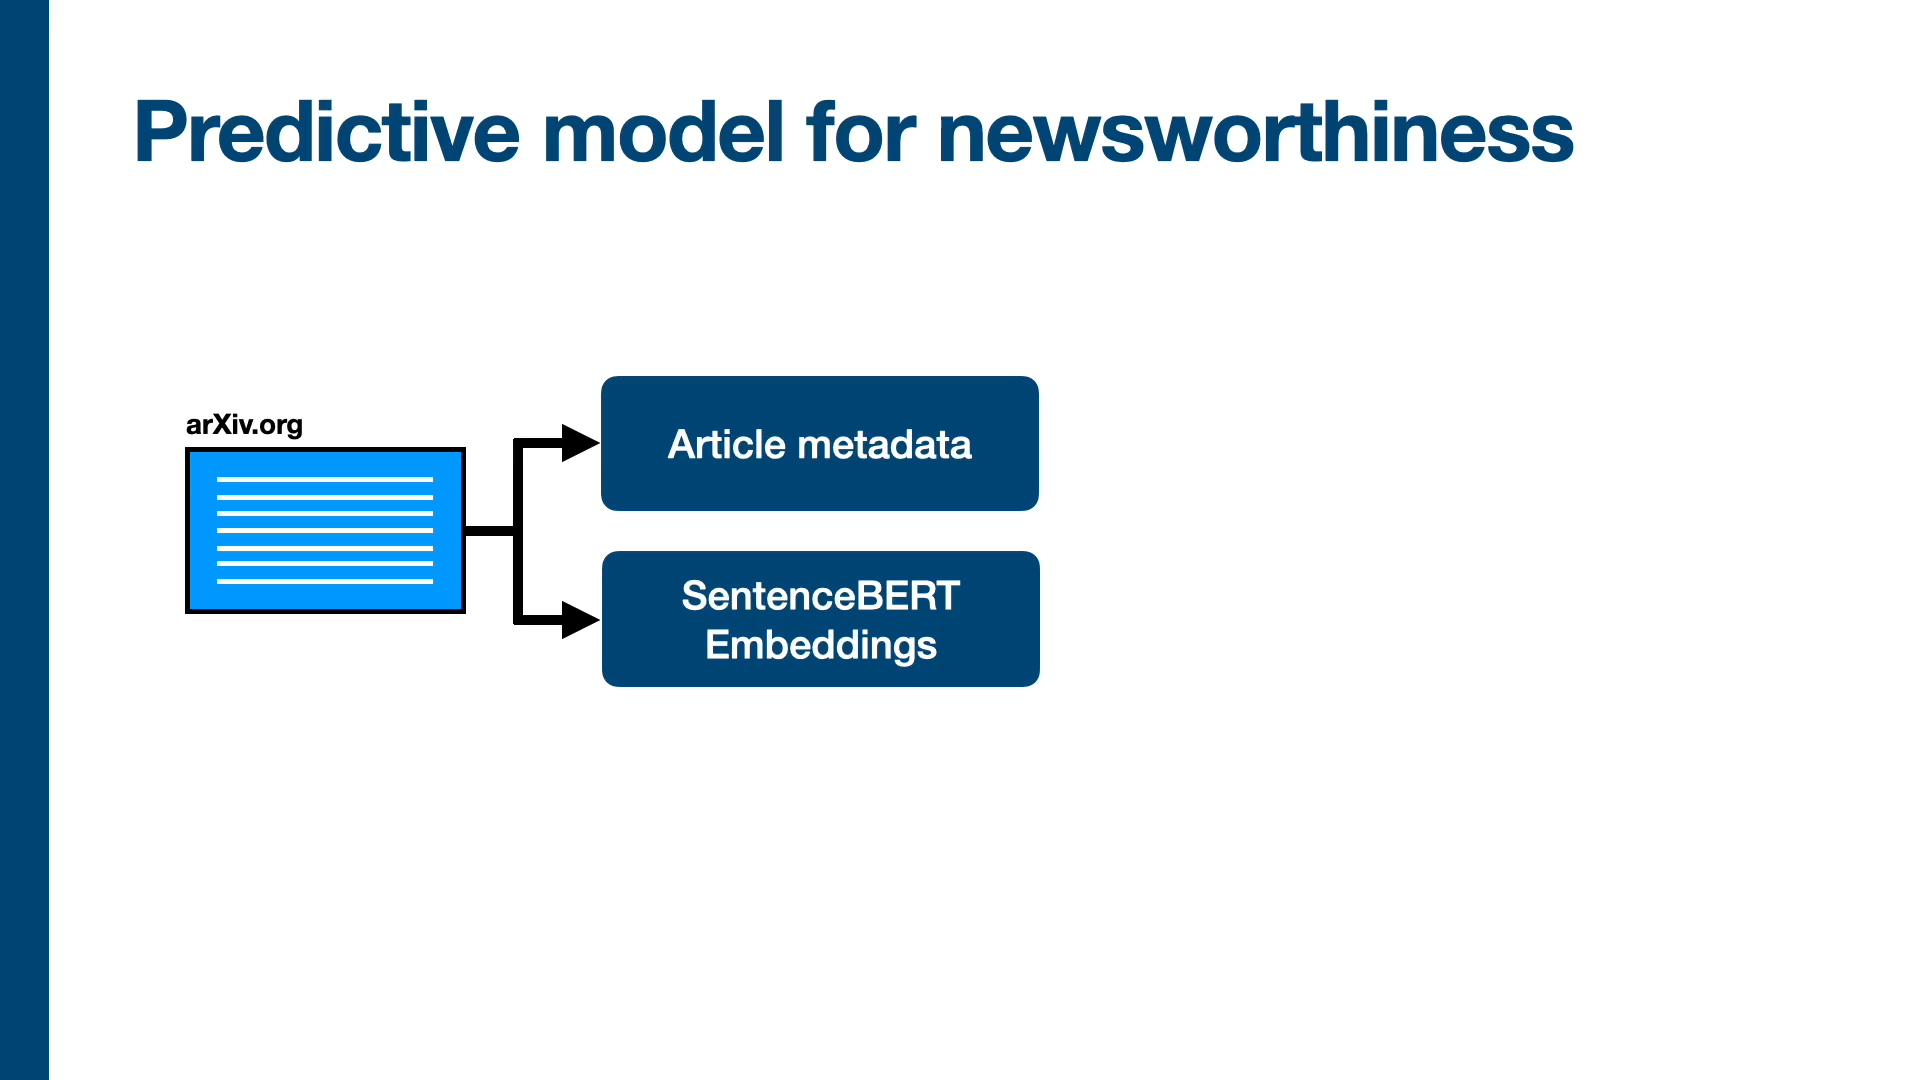 Predictive model for newsworthiness
arXiv.org
Article metadata
SentenceBERT
Embeddings